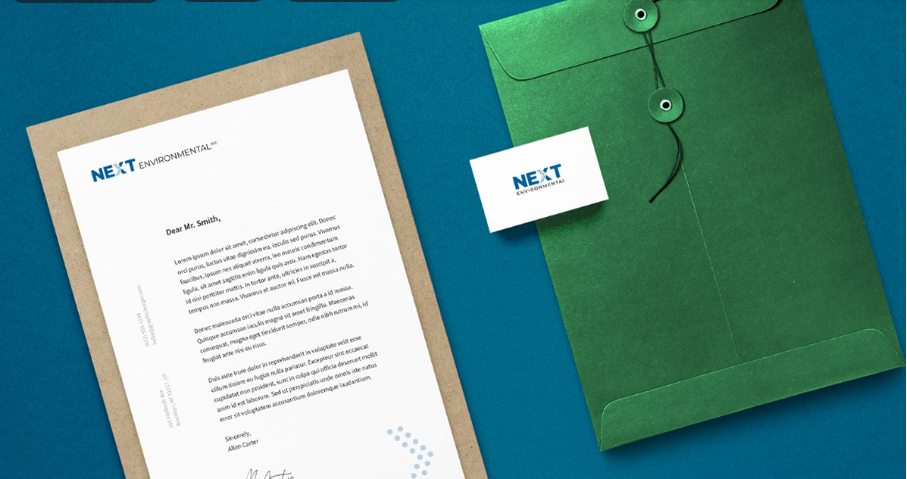 NEXT ENVIRONMENTAL INC
Dear Mr. Smith,
Lorem ipsum dolor sit amet, consectetur adipiscing elit. Donec
orci purus, luctus vitae dignissim eu, iaculis sed purus. Vivamus
faucibus, ipsum nec aliquet viverra, leo mauris condimentum
ligula, sit amet sagittis enim ligula quis arcu. Nam egestas tortor
id nisi porttitor mattis. In tortor ante, ultricies in suscipit a,
tempus non massa. Vivamus et auctor mi. Fusce vel massa nulla.
Donec malesuada orci vitae nulla accumsan porta a id massa.
Quisque accumsan iaculis magna sit amet fringilla. Maecenas
consequat, magna eget tincidunt semper, odio nibh rutrum mi, id
feugiat ante nisi eu risus.
Duis aute irure dolor in reprehenderit in voluptate velit esse
cillum dolore eu fugiat nulla pariatur. Excepteur sint occaecat
cupidatat non proident, sunt in culpa qui officia deserunt mollit
anim id est laborum. Sed ut perspiciatis unde omnis iste natus
error sit voluptatem accusantium doloremque laudantium.
Sincerely,
Allen Carter
NEXT
ENVIRONMENTAL